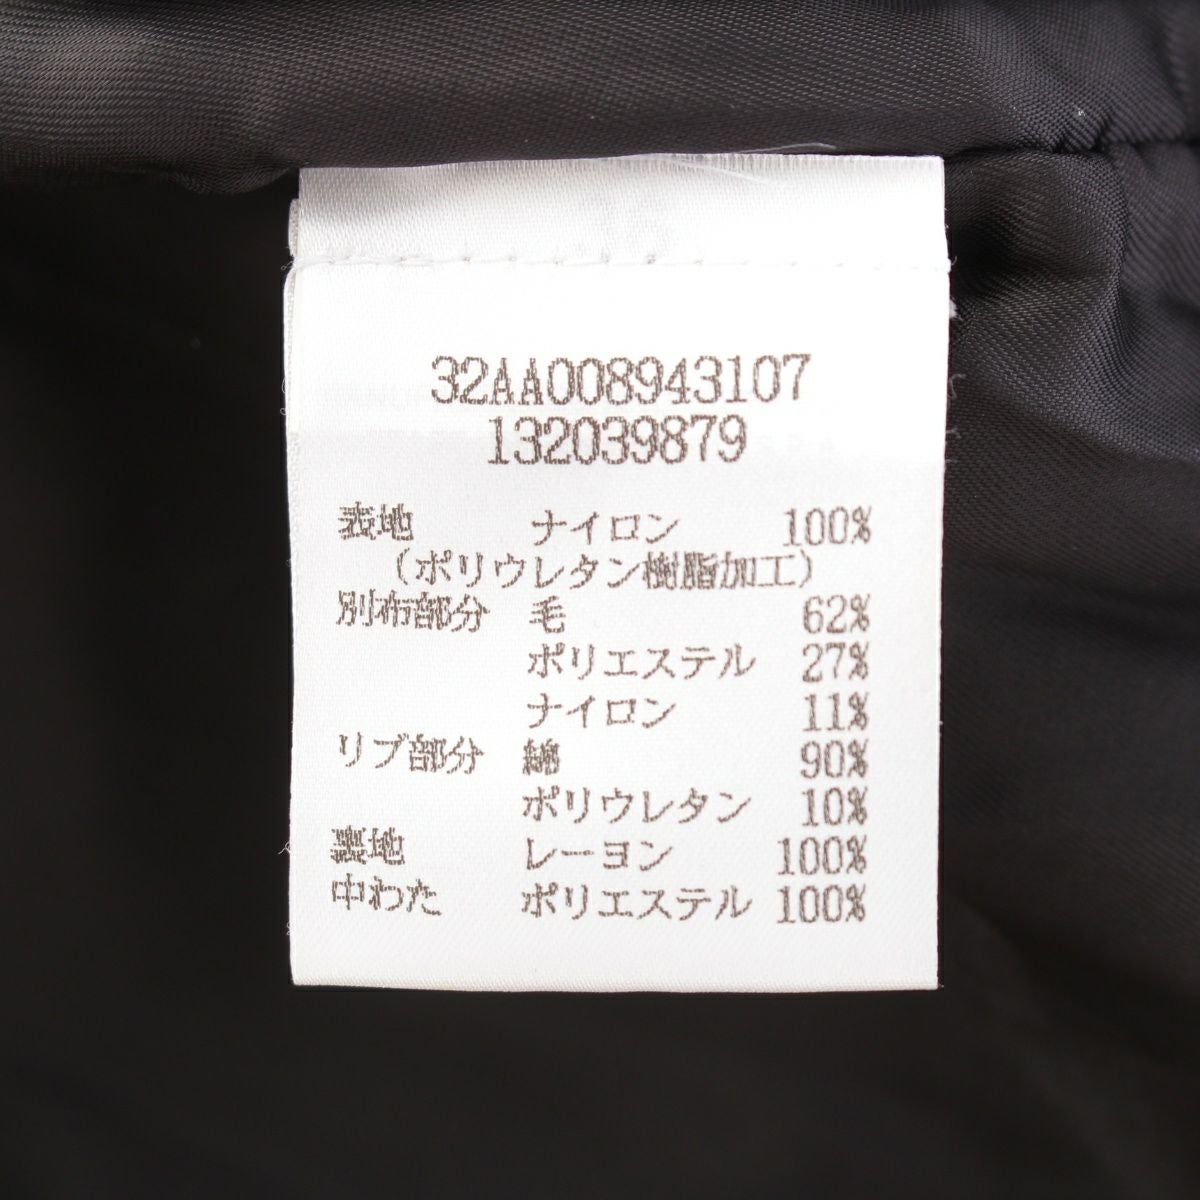 32AA008943107
132039879
表地 ナイロン 100%
(ポリウレタン樹脂加工)
別布部分 毛 62%
ポリエステル 27%
ナイロン 11%
リブ部分 綿 90%
ポリウレタン 10%
裏地 レーヨン 100%
中わた ポリエステル 100%